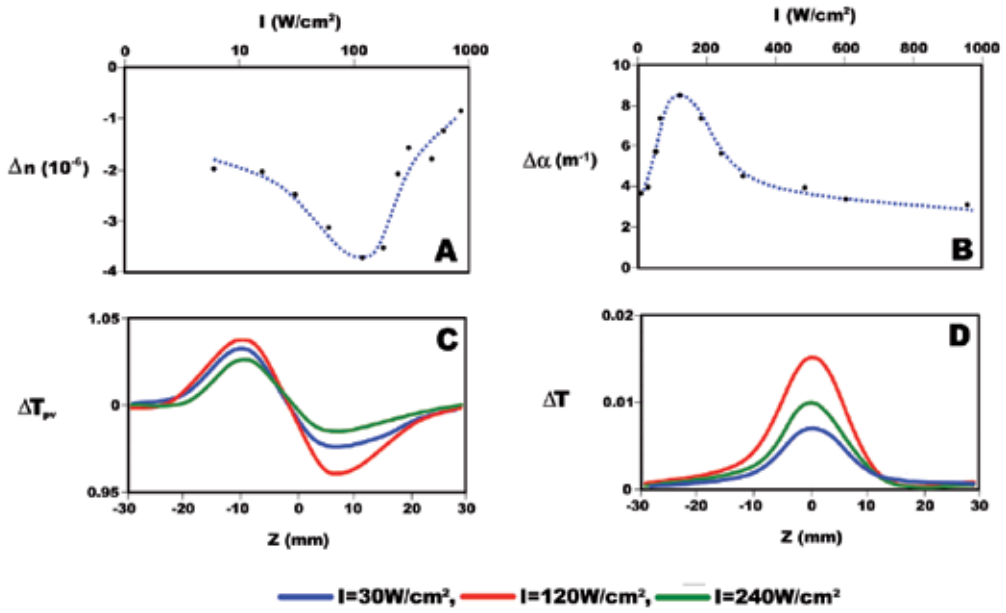 I (W/cm²)
0 10 100 1000
0
-1
Δn (10⁻⁶)
-2
-3
-4
A
I (W/cm²)
0 200 400 600 800 1000
10
8
Δα (m⁻¹)
6
4
2
0
B
1.05
C
ΔTpv
0
0.95
-30 -20 -10 0 10 20 30
Z (mm)
0.02
D
ΔT
0.01
0
-30 -20 -10 0 10 20 30
Z (mm)
I=30W/cm², I=120W/cm², I=240W/cm²